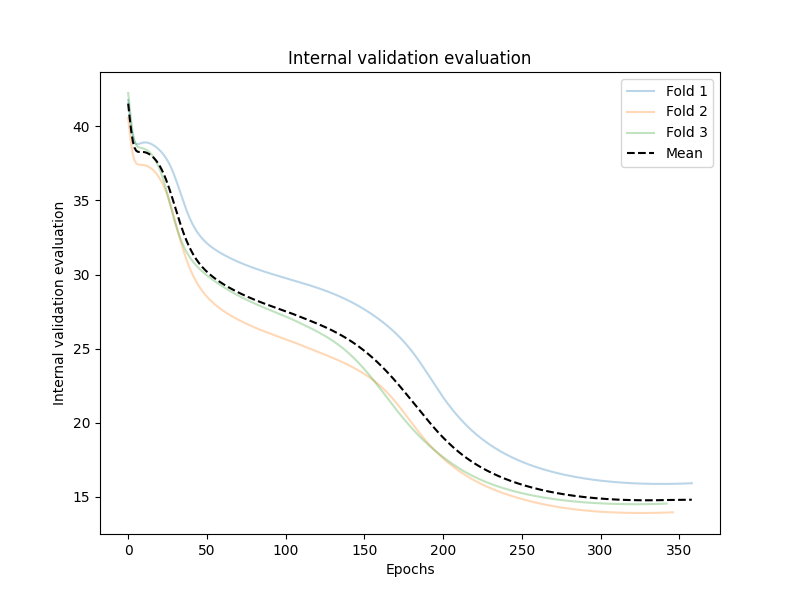 Internal validation evaluation
Fold 1
Fold 2
Fold 3
Mean
Internal validation evaluation
40
35
30
25
20
15
0 50 100 150 200 250 300 350
Epochs